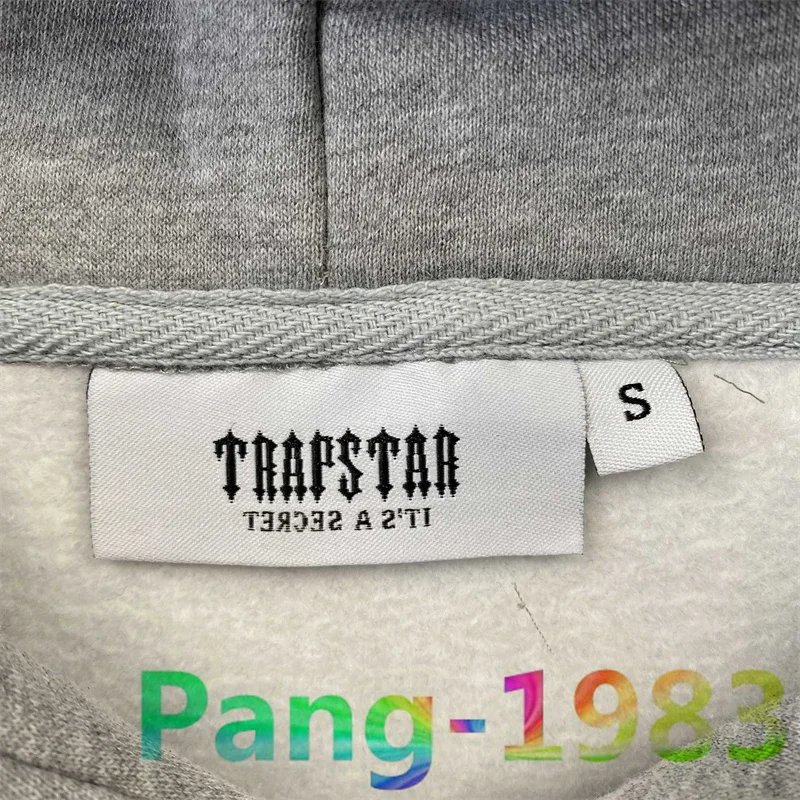 TRAPSTAR
IT'S A SECRET
S
Pang-1983